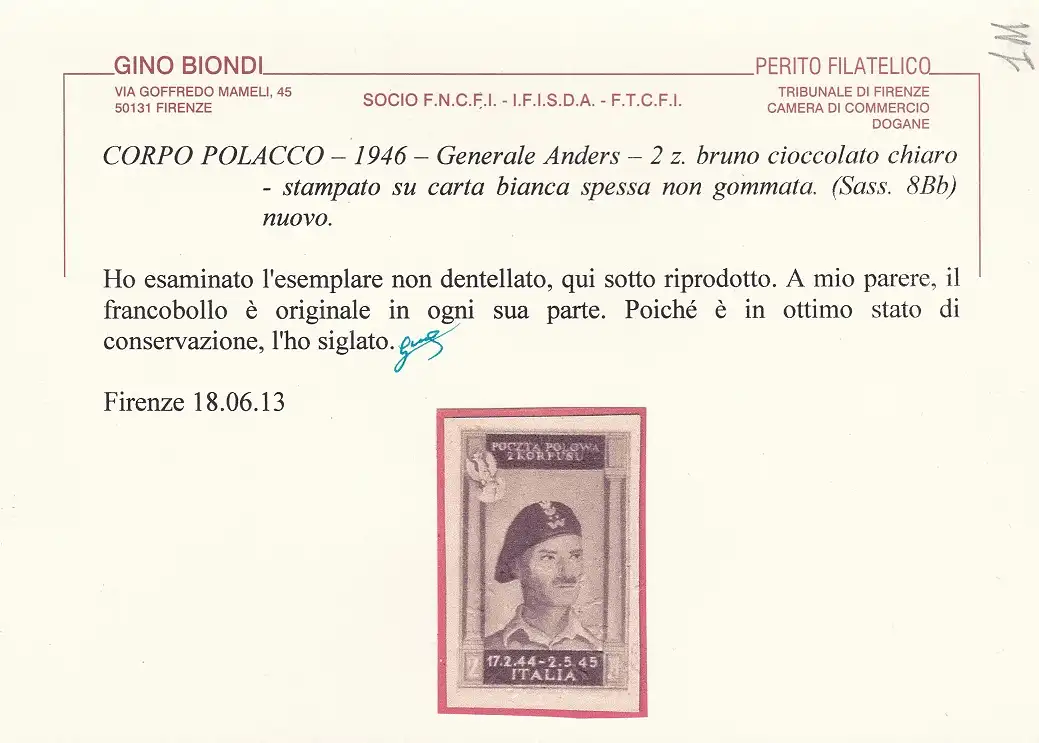 1M
GINO BIONDI
PERITO FILATELICO
VIA GOFFREDO MAMELI, 45
50131 FIRENZE
SOCIO F.N.C.F.I. - I.F.I.S.D.A. - F.T.C.F.I.
TRIBUNALE DI FIRENZE
CAMERA DI COMMERCIO
DOGANE
CORPO POLACCO – 1946 – Generale Anders – 2 z. bruno cioccolato chiaro
- stampato su carta bianca spessa non gommata. (Sass. 8Bb)
nuovo.
Ho esaminato l'esemplare non dentellato, qui sotto riprodotto. A mio parere, il
francobollo è originale in ogni sua parte. Poiché è in ottimo stato di
conservazione, l'ho siglato.
Firenze 18.06.13
POCZTA POLOWA
2 KORPUSU
2 17.2.44-2.5.45
ITALIA